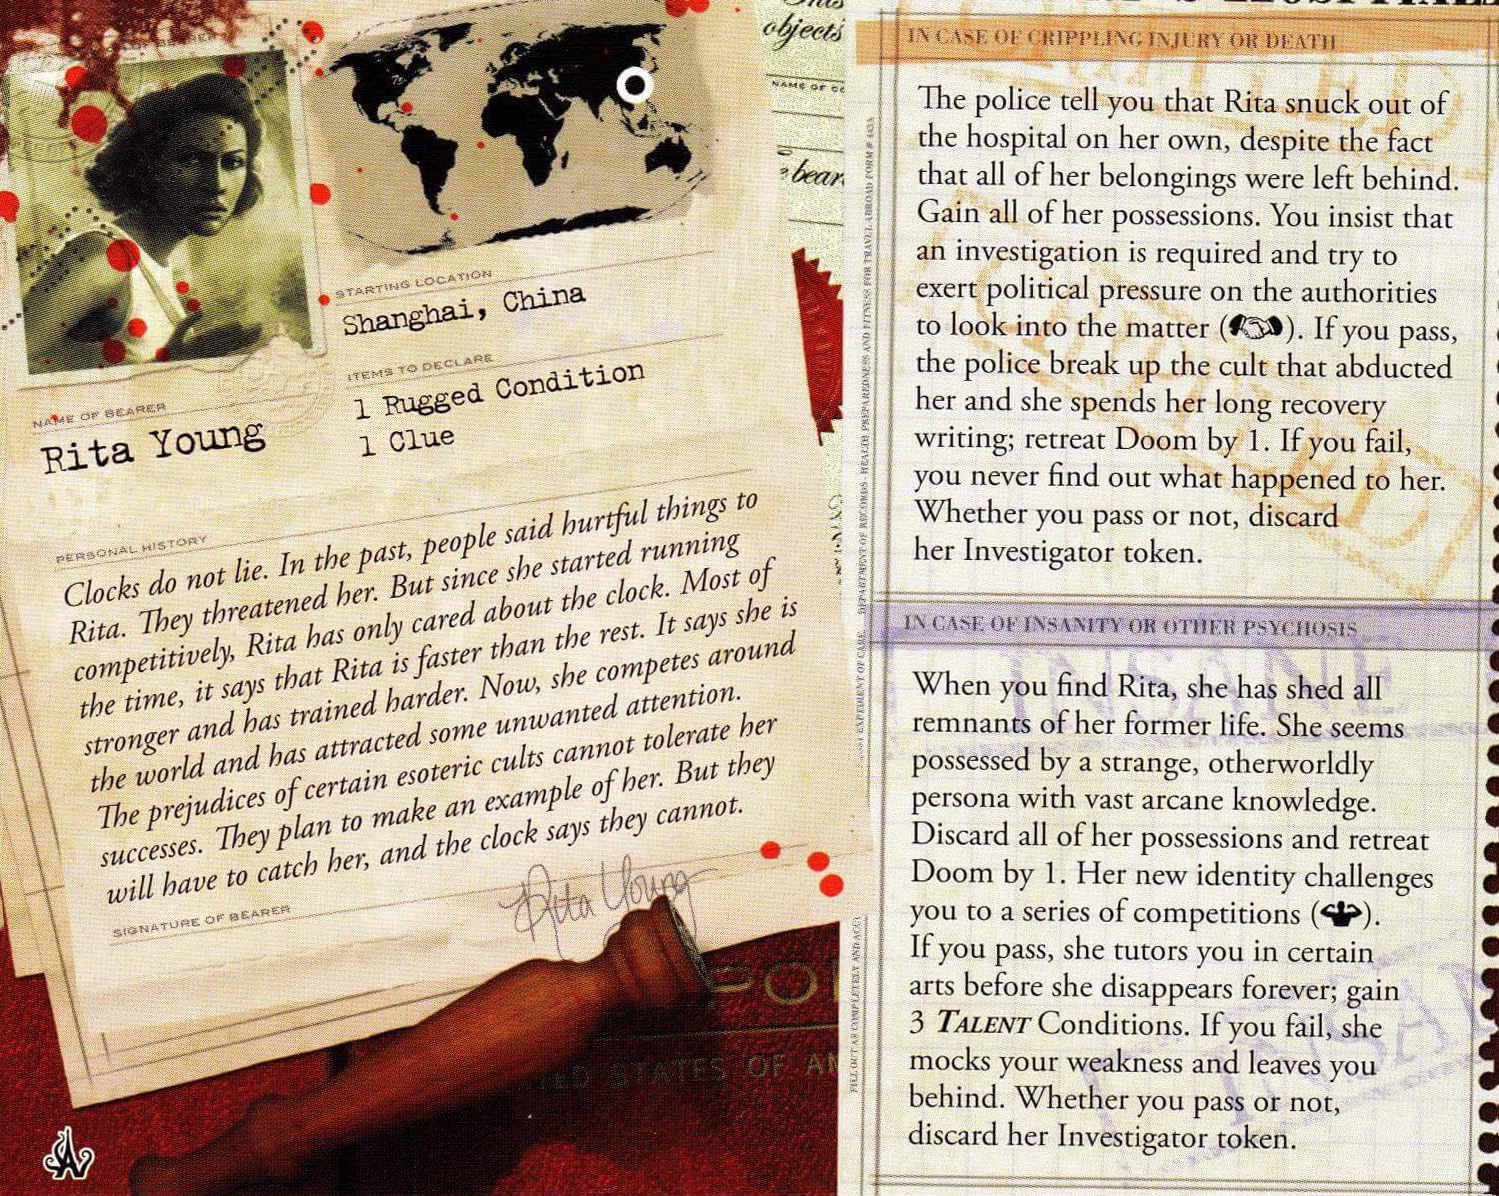 STARTING LOCATION
Shanghai, China
ITEMS TO DECLARE
1 Rugged Condition
1 Clue
NAME OF BEARER
Rita Young
PERSONAL HISTORY
Clocks do not lie. In the past, people said hurtful things to
Rita. They threatened her. But since she started running
competitively, Rita has only cared about the clock. Most of
the time, it says that Rita is faster than the rest. It says she is
stronger and has trained harder. Now, she competes around
the world and has attracted some unwanted attention.
The prejudices of certain esoteric cults cannot tolerate her
successes. They plan to make an example of her. But they
will have to catch her, and the clock says they cannot.
SIGNATURE OF BEARER
Rita Young
objects
NAME OF
bear
STATES OF AM
IN CASE OF CRIPPLING INJURY OR DEATH
The police tell you that Rita snuck out of
the hospital on her own, despite the fact
that all of her belongings were left behind.
Gain all of her possessions. You insist that
an investigation is required and try to
exert political pressure on the authorities
to look into the matter ( ). If you pass,
the police break up the cult that abducted
her and she spends her long recovery
writing; retreat Doom by 1. If you fail,
you never find out what happened to her.
Whether you pass or not, discard
her Investigator token.
IN CASE OF INSANITY OR OTHER PSYCHOSIS
INSANE
When you find Rita, she has shed all
remnants of her former life. She seems
possessed by a strange, otherworldly
persona with vast arcane knowledge.
Discard all of her possessions and retreat
Doom by 1. Her new identity challenges
you to a series of competitions ( ).
If you pass, she tutors you in certain
arts before she disappears forever; gain
3 TALENT Conditions. If you fail, she
mocks your weakness and leaves you
behind. Whether you pass or not,
discard her Investigator token.